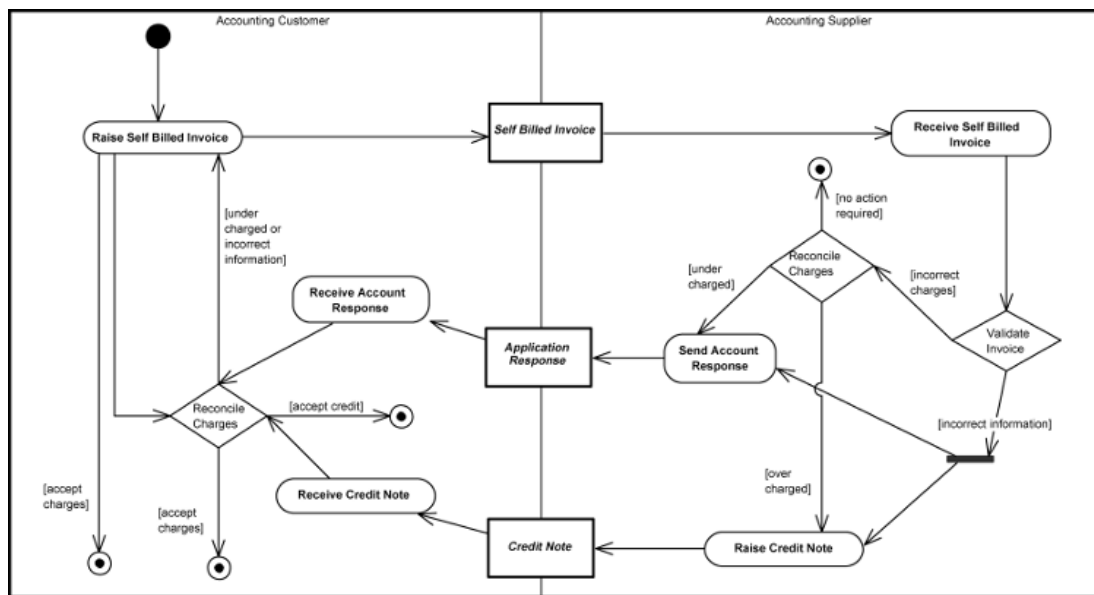 Accounting Customer
Accounting Supplier
Raise Self Billed Invoice
Self Billed Invoice
Receive Self Billed
Invoice
[no action
required]
[under
charged or
incorrect
information]
Reconcile
Charges
[under
charged]
[incorrect
charges]
Receive Account
Response
Application
Response
Send Account
Response
Validate
Invoice
Reconcile
Charges
[accept credit]
[incorrect information]
[accept
charges]
[accept
charges]
Receive Credit Note
[over
charged]
Credit Note
Raise Credit Note